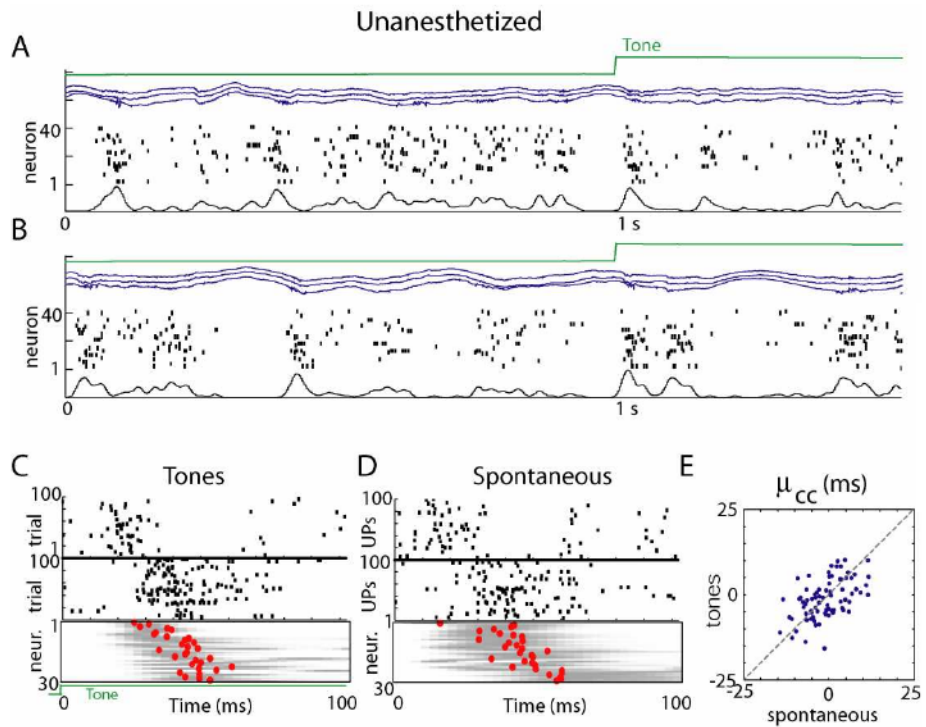 Unanesthetized
A
Tone
neuron
40
1
0
1 s
B
neuron
40
1
0
1 s
C
Tones
100
trial
100
trial
1
neur.
30
Tone
0
Time (ms)
100
D
Spontaneous
100
UPs
100
UPs
1
neur.
30
0
Time (ms)
100
E
μcc (ms)
25
tones
0
-25
-25
0
25
spontaneous